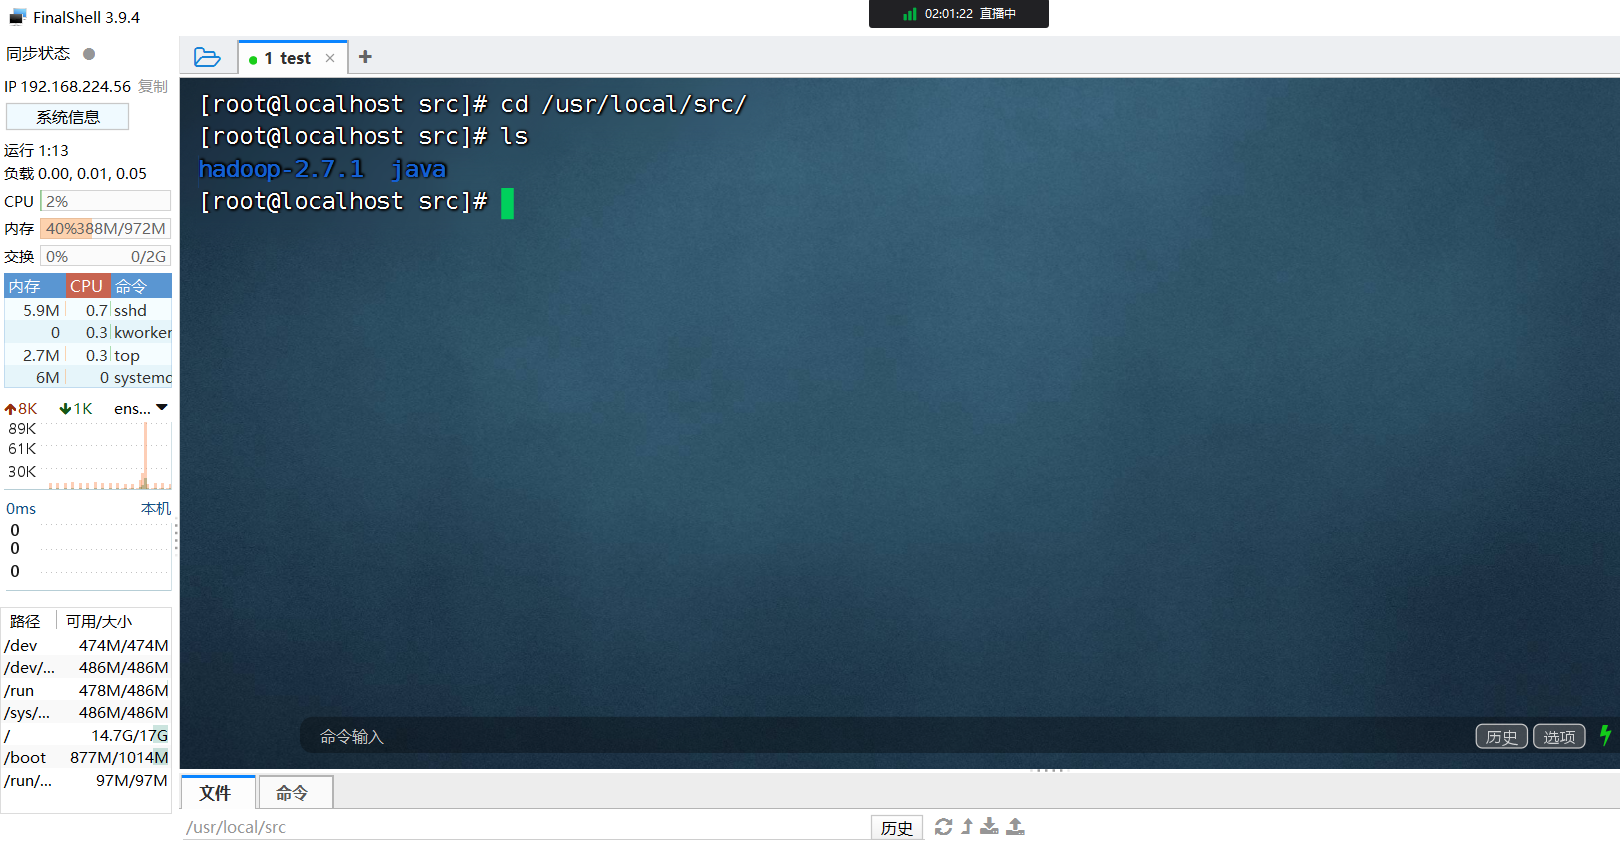 FinalShell 3.9.4
02:01:22 直播中
同步状态
IP 192.168.224.56 复制
系统信息
运行 1:13
负载 0.00, 0.01, 0.05
CPU 2%
内存 40%388M/972M
交换 0% 0/2G
内存 CPU 命令
5.9M 0.7 sshd
0 0.3 kworker
2.7M 0.3 top
6M 0 systemd
8K 1K ens...
89K
61K
30K
0ms 本机
0
0
0
路径 可用/大小
/dev 474M/474M
/dev/... 486M/486M
/run 478M/486M
/sys/... 486M/486M
/ 14.7G/17G
/boot 877M/1014M
/run/... 97M/97M
1 test
[root@localhost src]# cd /usr/local/src/
[root@localhost src]# ls
hadoop-2.7.1 java
[root@localhost src]#
命令输入
历史 选项
文件 命令
/usr/local/src 历史